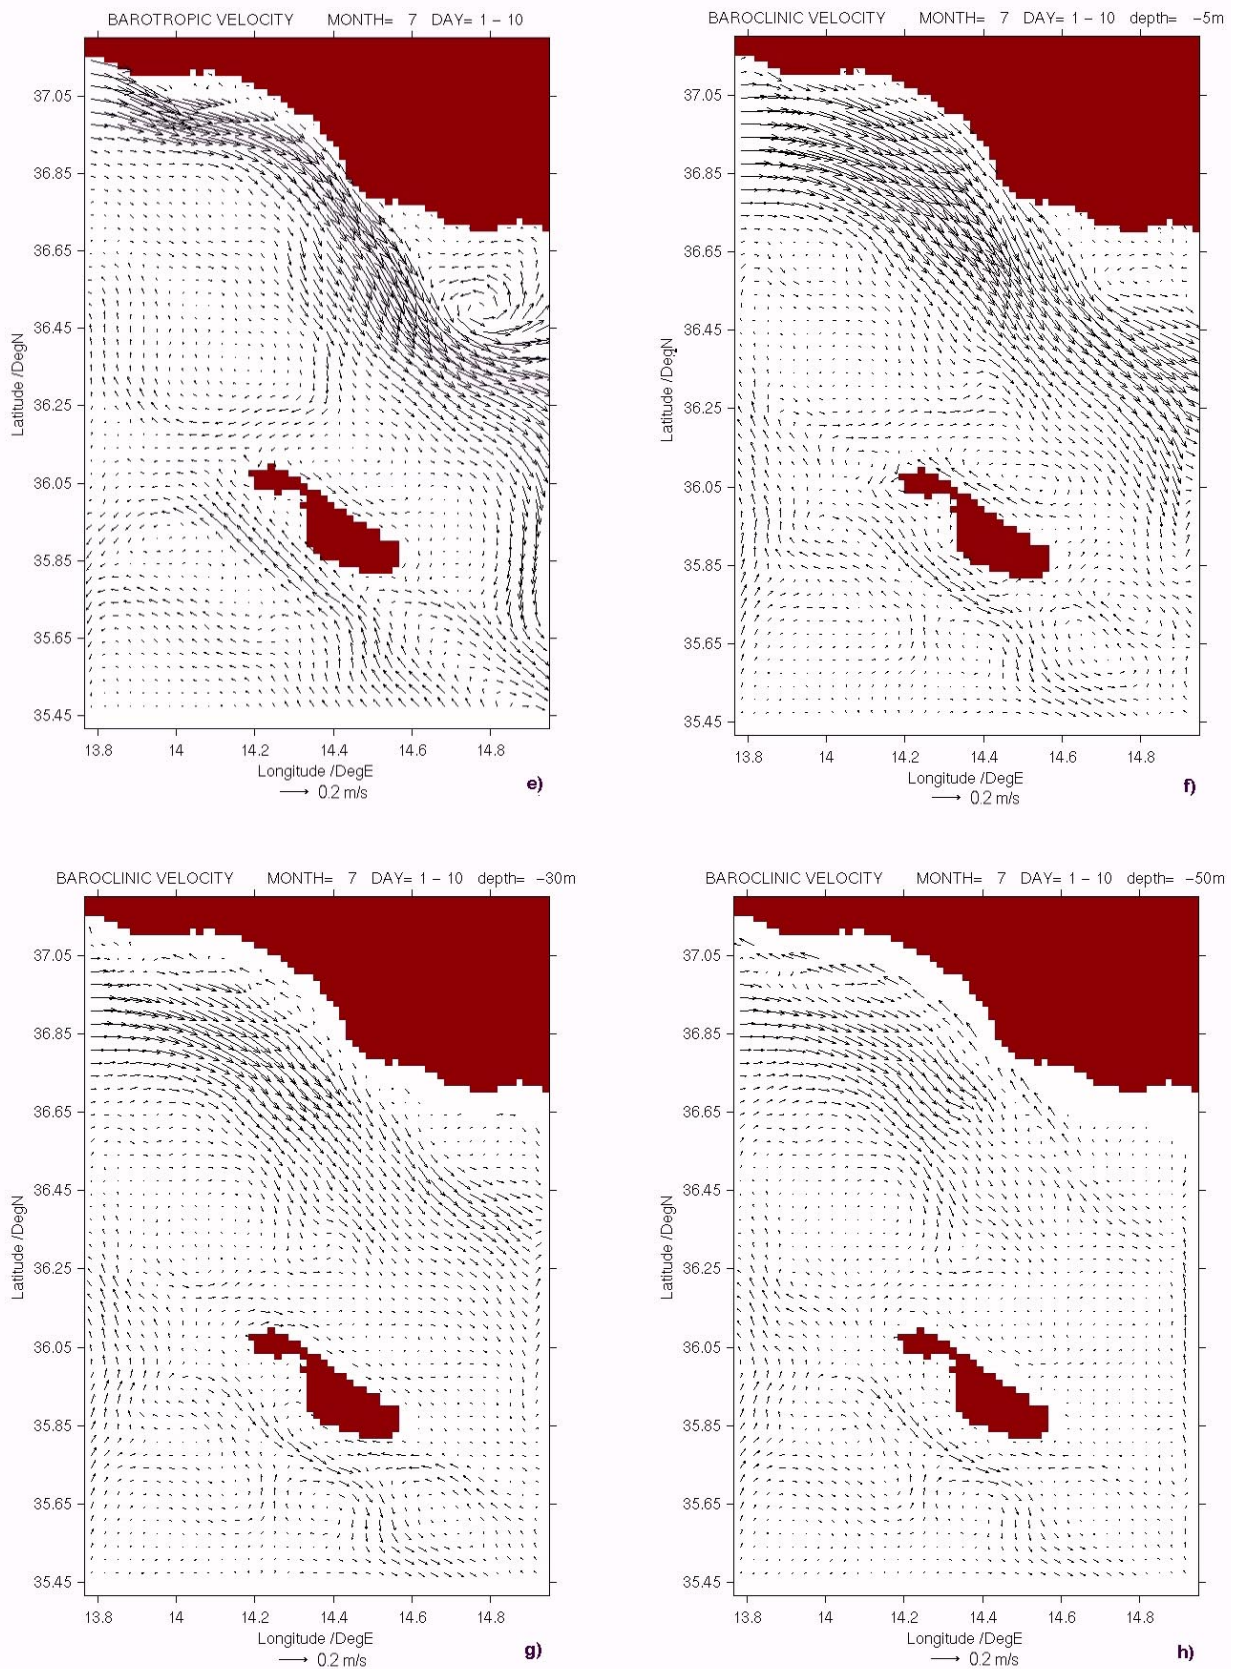 BAROTROPIC VELOCITY MONTH= 7 DAY= 1 – 10
37.05
36.85
36.65
36.45
36.25
36.05
35.85
35.65
35.45
Latitude /DegN
13.8 14 14.2 14.4 14.6 14.8
Longitude /DegE
0.2 m/s
e)
BAROCLINIC VELOCITY MONTH= 7 DAY= 1 – 10 depth= –5m
37.05
36.85
36.65
36.45
36.25
36.05
35.85
35.65
35.45
Latitude /DegN
13.8 14 14.2 14.4 14.6 14.8
Longitude /DegE
0.2 m/s
f)
BAROCLINIC VELOCITY MONTH= 7 DAY= 1 – 10 depth= –30m
37.05
36.85
36.65
36.45
36.25
36.05
35.85
35.65
35.45
Latitude /DegN
13.8 14 14.2 14.4 14.6 14.8
Longitude /DegE
0.2 m/s
g)
BAROCLINIC VELOCITY MONTH= 7 DAY= 1 – 10 depth= –50m
37.05
36.85
36.65
36.45
36.25
36.05
35.85
35.65
35.45
Latitude /DegN
13.8 14 14.2 14.4 14.6 14.8
Longitude /DegE
0.2 m/s
h)